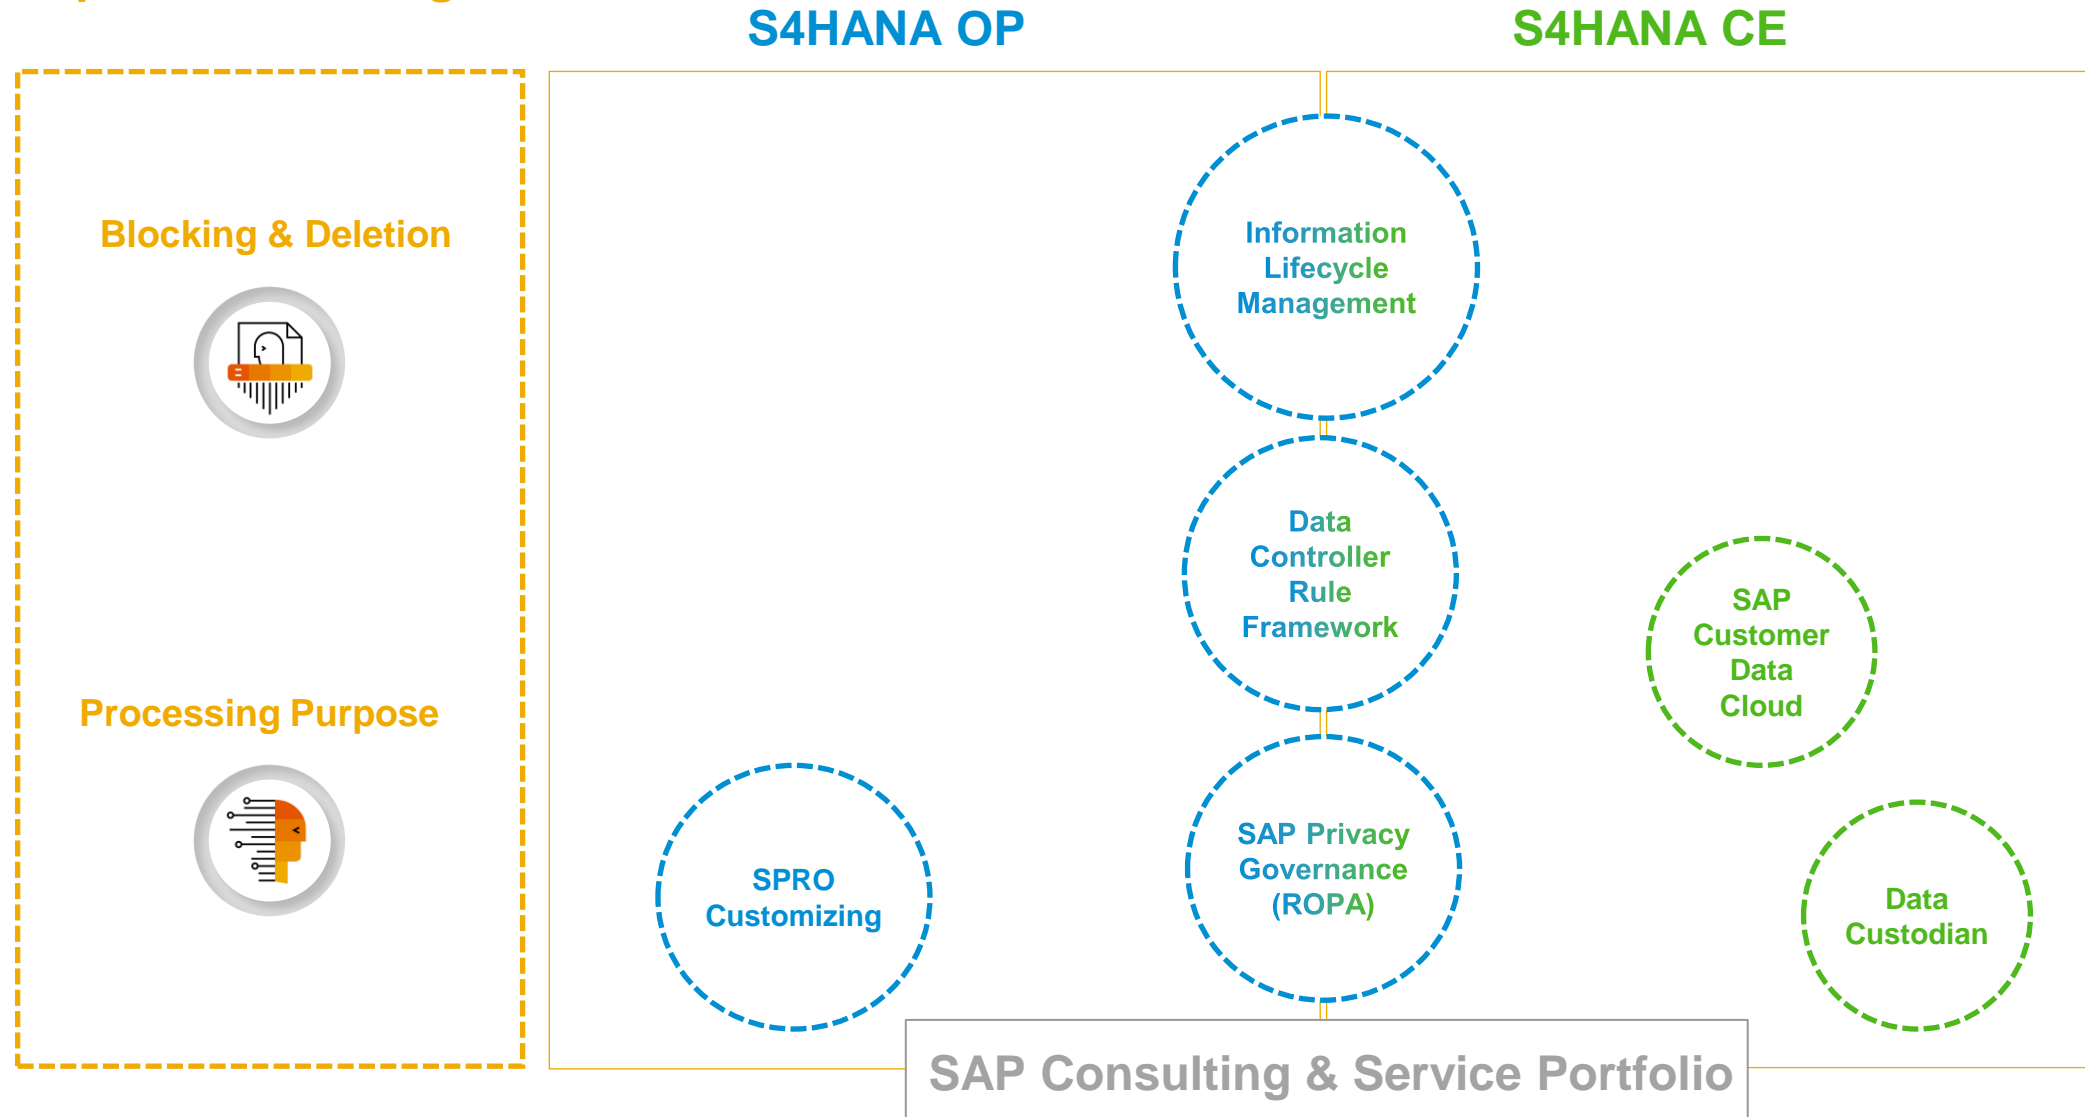 S4HANA OP
S4HANA CE
Blocking & Deletion
Processing Purpose
Information
Lifecycle
Management
Data
Controller
Rule
Framework
SAP Privacy
Governance
(ROPA)
SPRO
Customizing
SAP
Customer
Data
Cloud
Data
Custodian
SAP Consulting & Service Portfolio